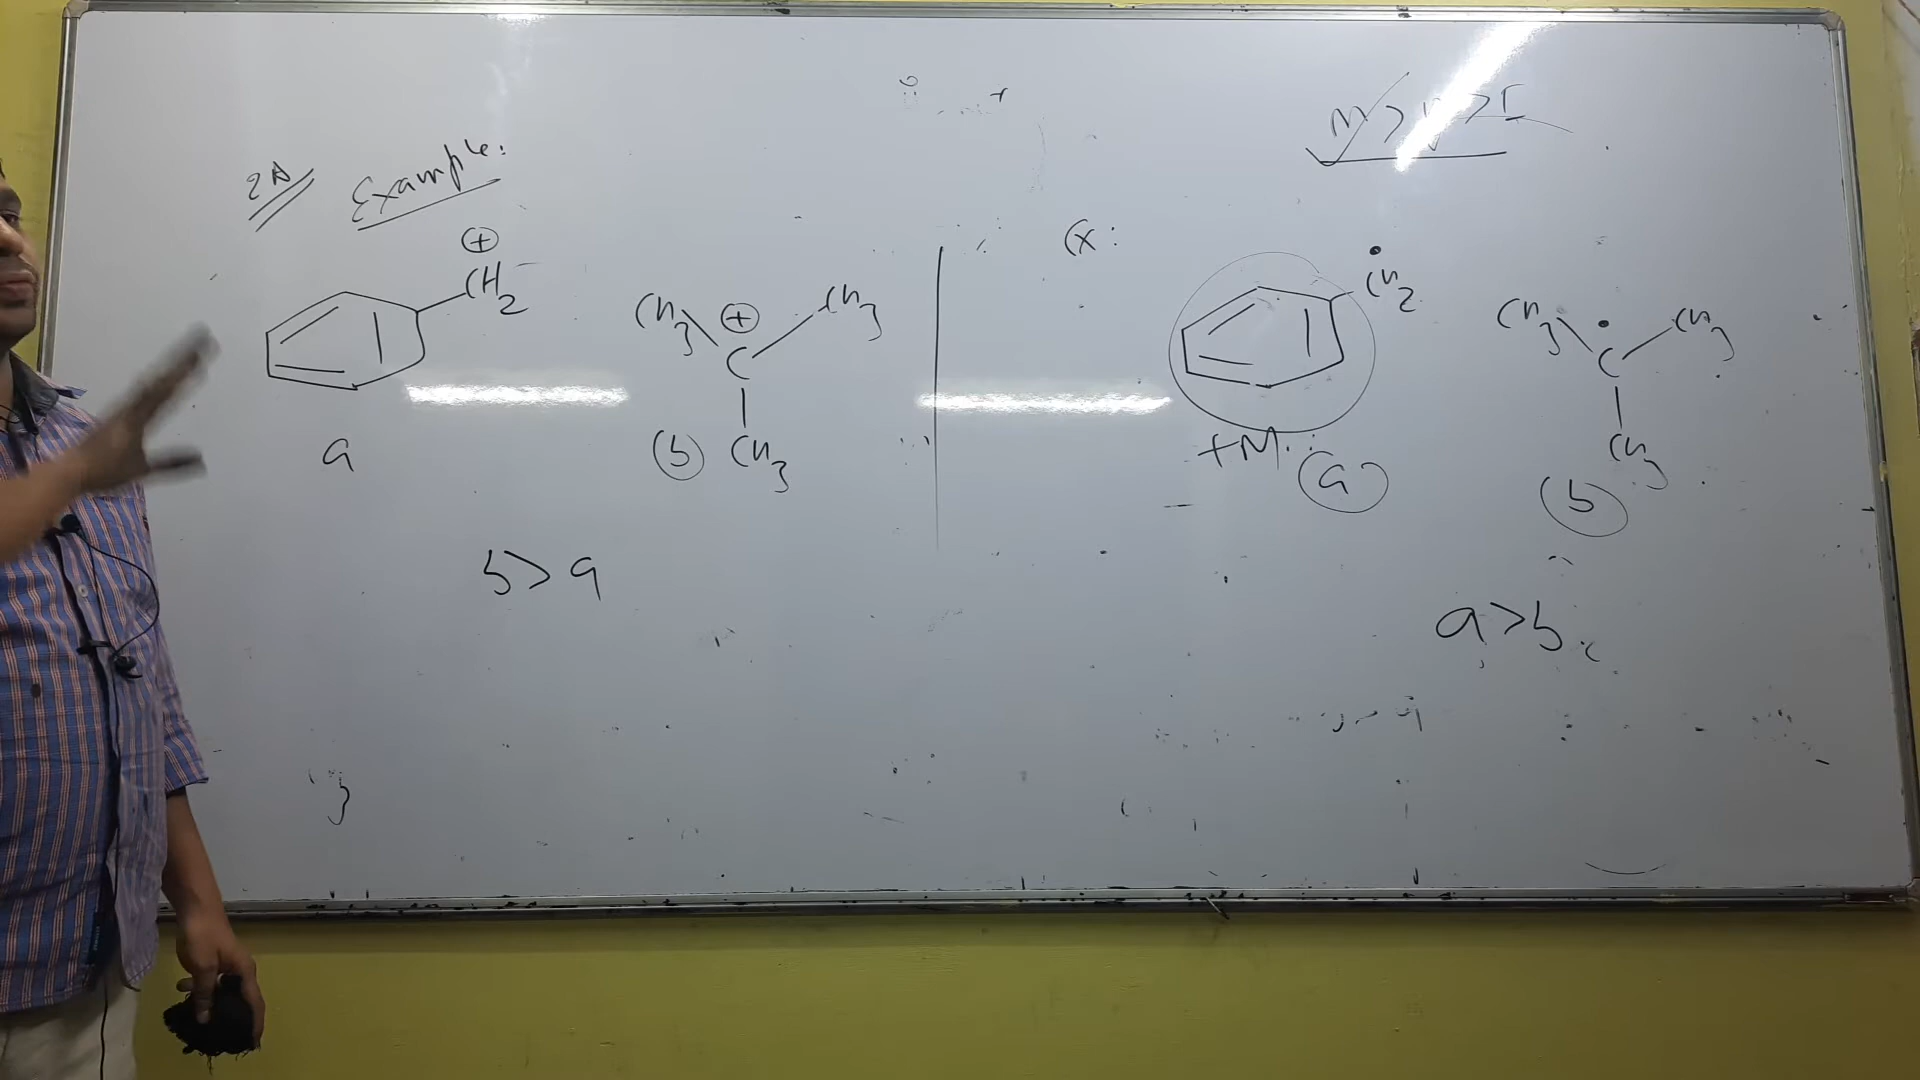 M > H > I
2A Example:
Ex:
⊕
CH2
CH3 ⊕ CH3
C
CH3
a
(b)
b > a
•
CH2
CH3 • CH3
C
CH3
+M.
(a)
(b)
a > b